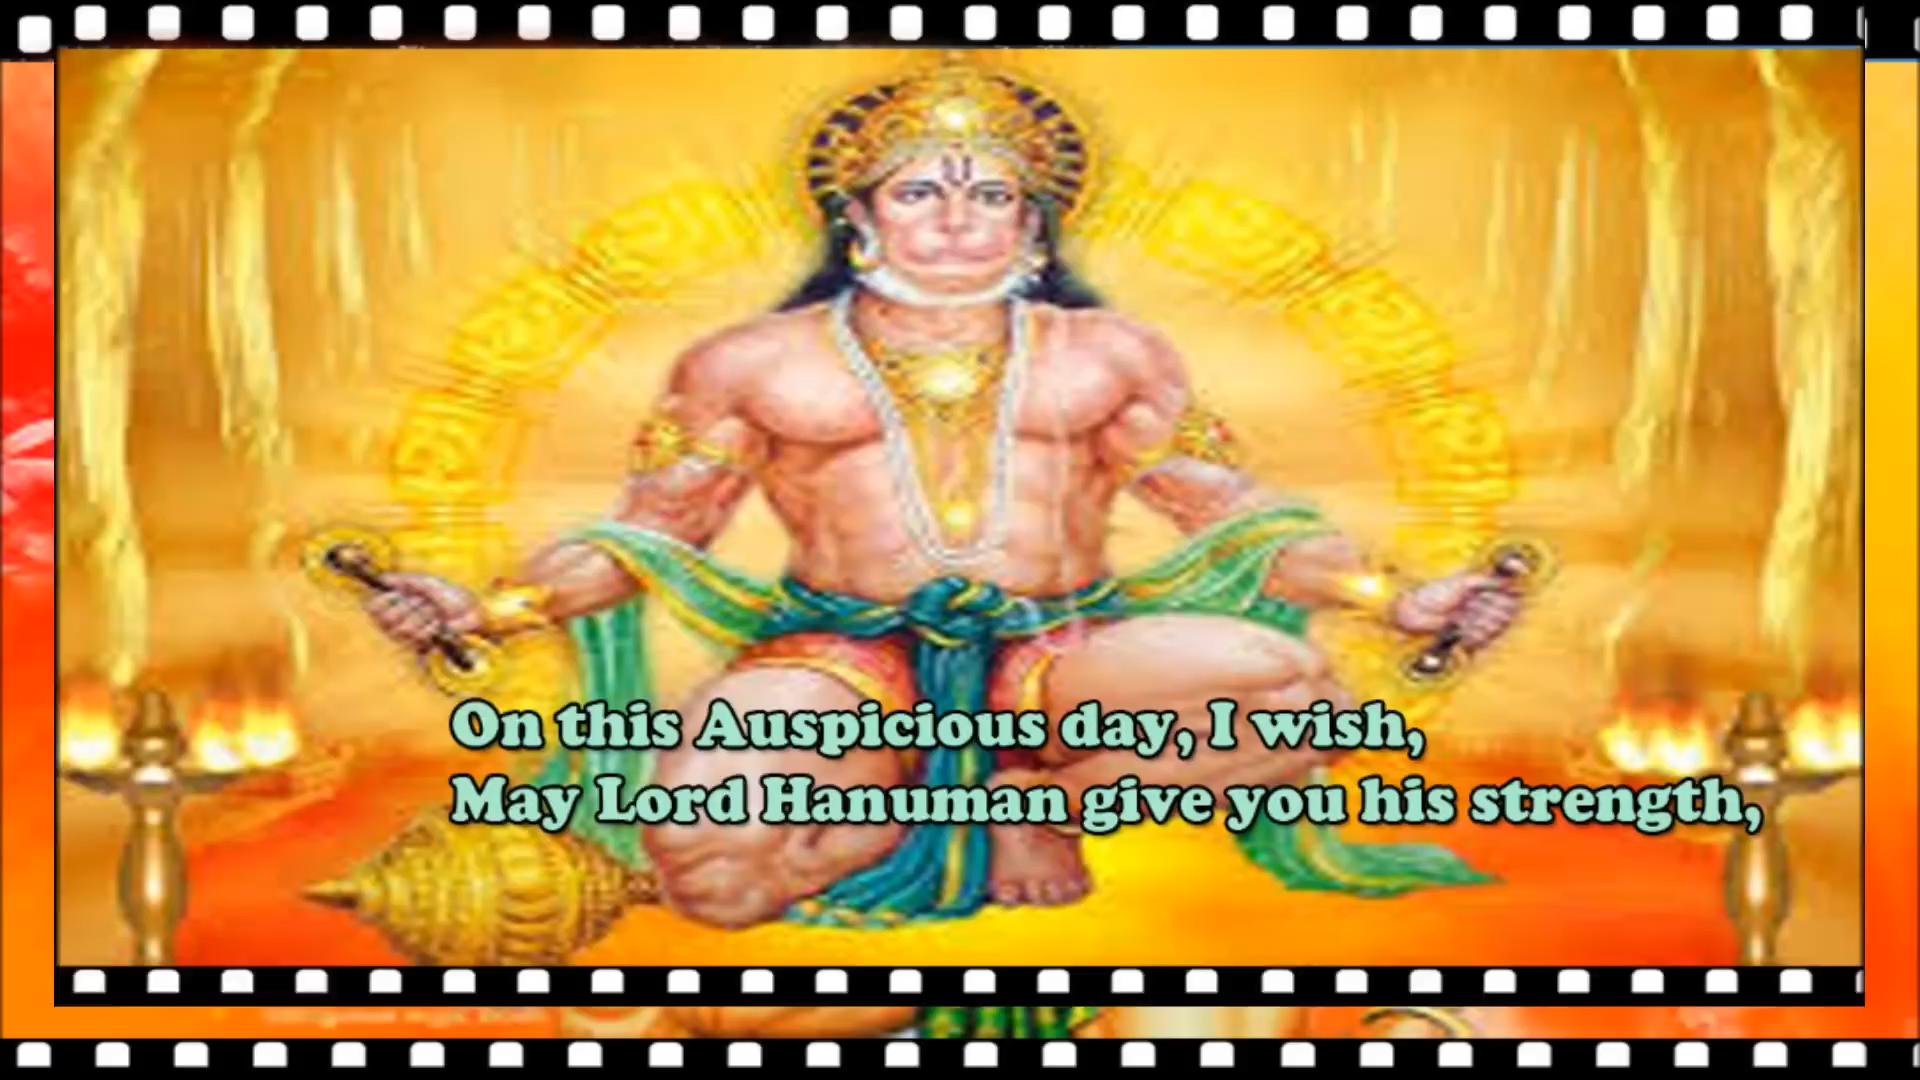 On this Auspicious day, I wish,
May Lord Hanuman give you his strength,